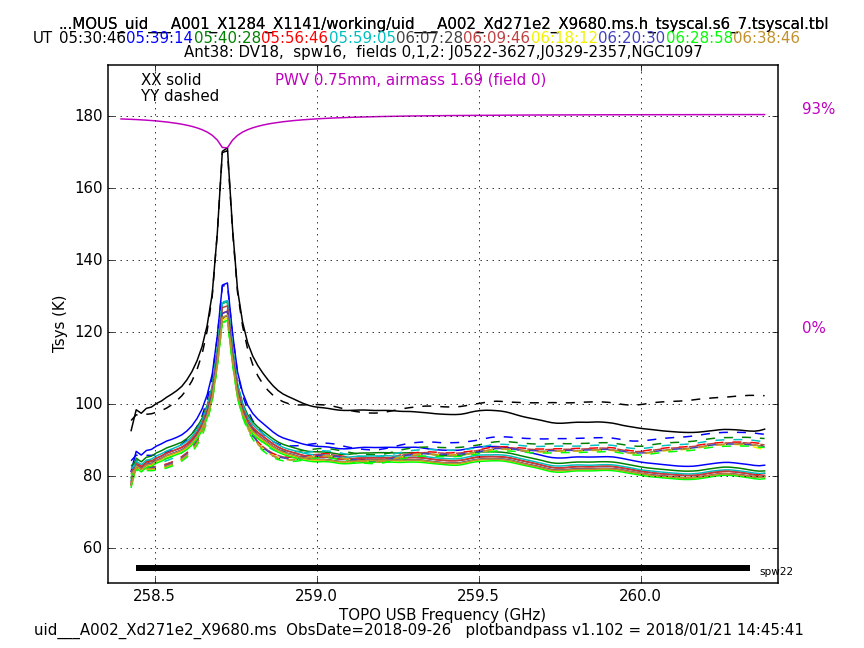 ...MOUS_uid___A001_X1284_X1141/working/uid___A002_Xd271e2_X9680.ms.h_tsyscal.s6_7.tsyscal.tbl
UT 05:30:46 05:39:14 05:40:28 05:56:46 05:59:05 06:07:28 06:09:46 06:18:12 06:20:30 06:28:58 06:38:46
Ant38: DV18, spw16, fields 0,1,2: J0522-3627,J0329-2357,NGC1097
XX solid
PWV 0.75mm, airmass 1.69 (field 0)
YY dashed
93%
0%
180
160
140
120
100
80
60
Tsys (K)
spw22
258.5 259.0 259.5 260.0
TOPO USB Frequency (GHz)
uid___A002_Xd271e2_X9680.ms ObsDate=2018-09-26 plotbandpass v1.102 = 2018/01/21 14:45:41